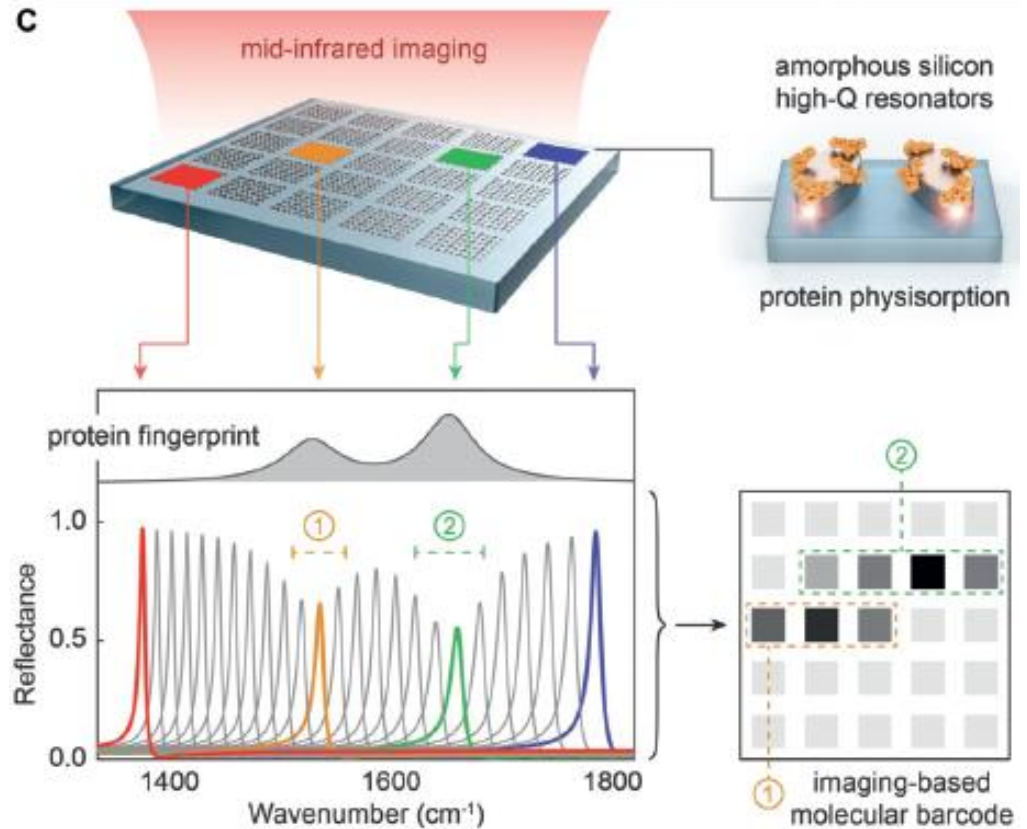 C
mid-infrared imaging
amorphous silicon
high-Q resonators
protein physisorption
protein fingerprint
1.0
0.5
0.0
Reflectance
①
②
1400
1600
1800
Wavenumber (cm⁻¹)
②
①
imaging-based
molecular barcode